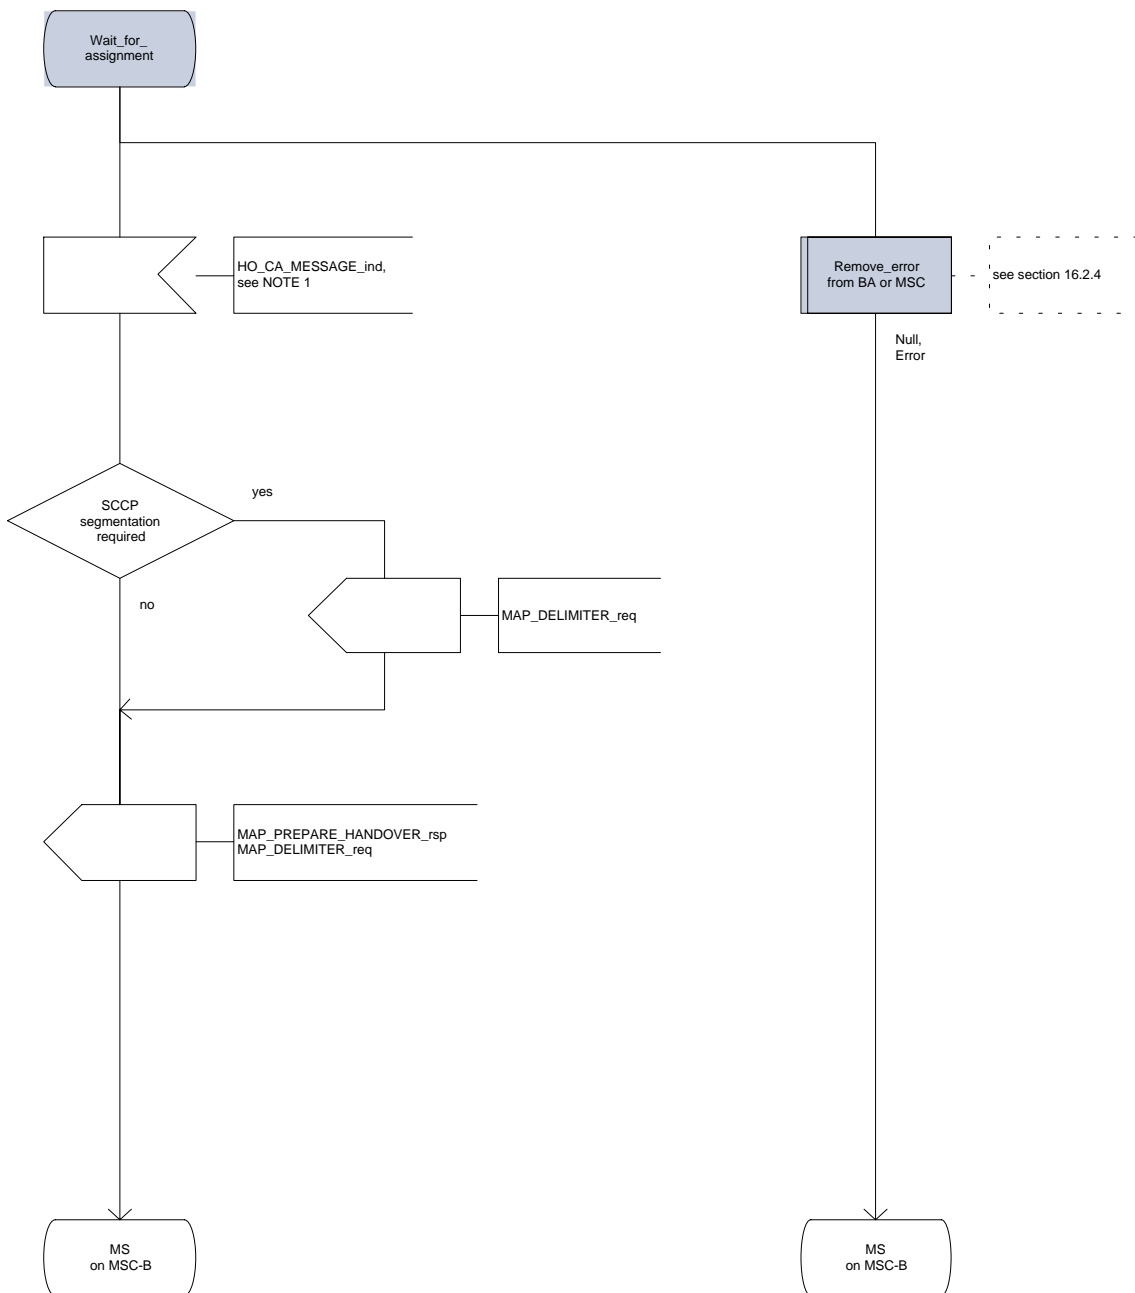 Wait_for_
assignment
HO_CA_MESSAGE_ind,
see NOTE 1
Remove_error
from BA or MSC
see section 16.2.4
Null,
Error
SCCP
segmentation
required
yes
no
MAP_DELIMITER_req
MAP_PREPARE_HANDOVER_rsp
MAP_DELIMITER_req
MS
on MSC-B
MS
on MSC-B